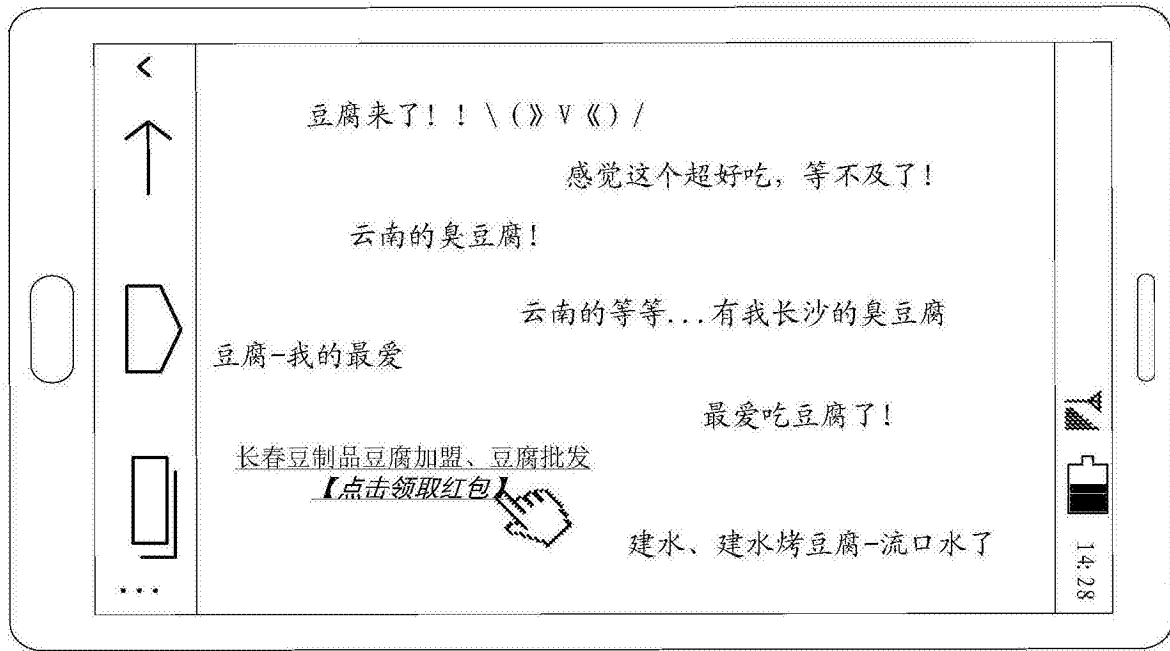 豆腐来了！！\(》∀《)/
感觉这个超好吃，等不及了！
云南的臭豆腐！
云南的等等...有我长沙的臭豆腐
豆腐-我的最爱
最爱吃豆腐了！
长春豆制品豆腐加盟、豆腐批发
【点击领取红包】
建水、建水烤豆腐-流口水了
14:28